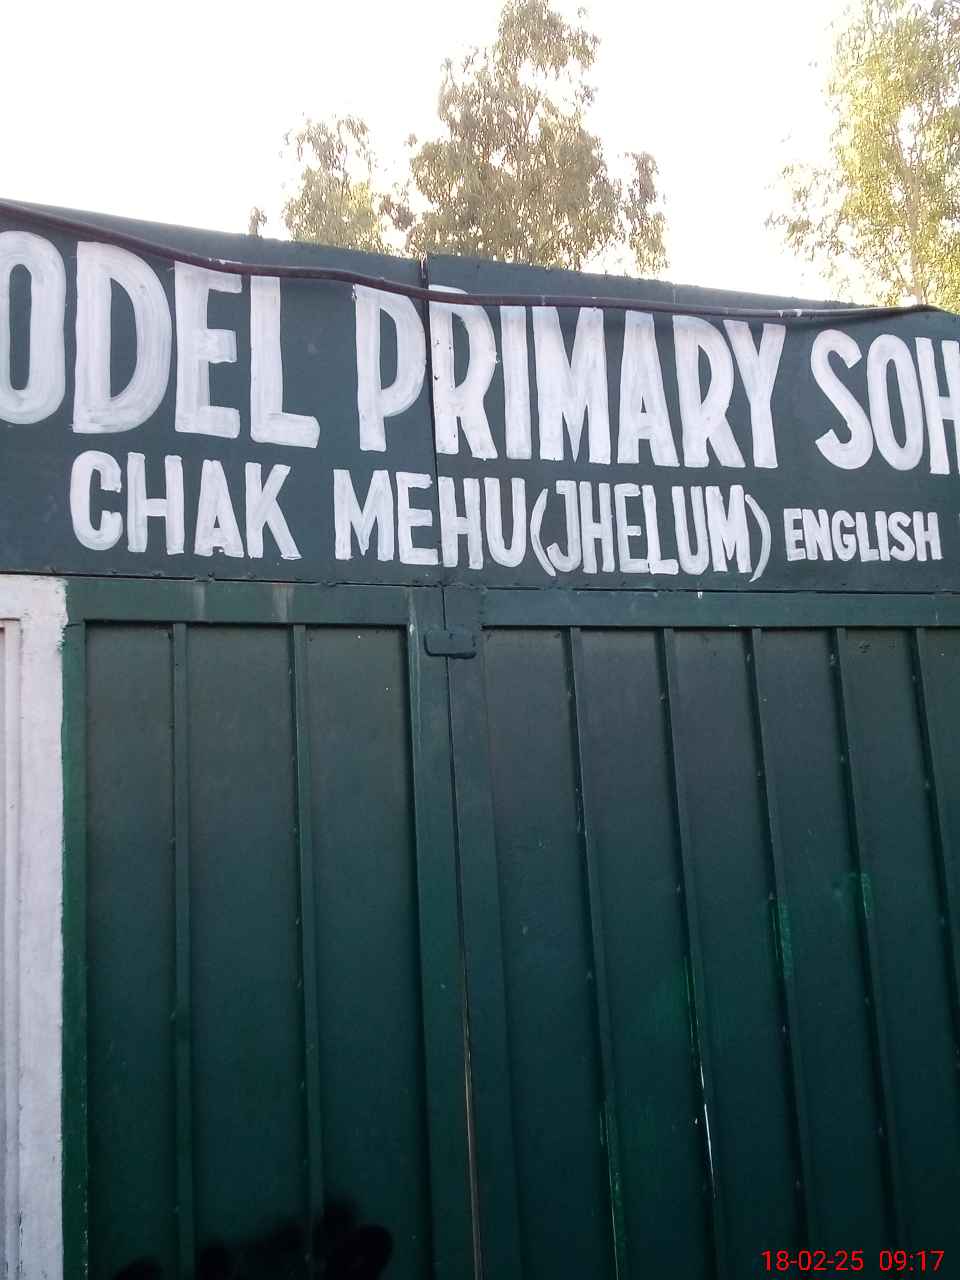 ODEL PRIMARY SOH
CHAK MEHU (JHELUM) ENGLISH
18-02-25 09:17